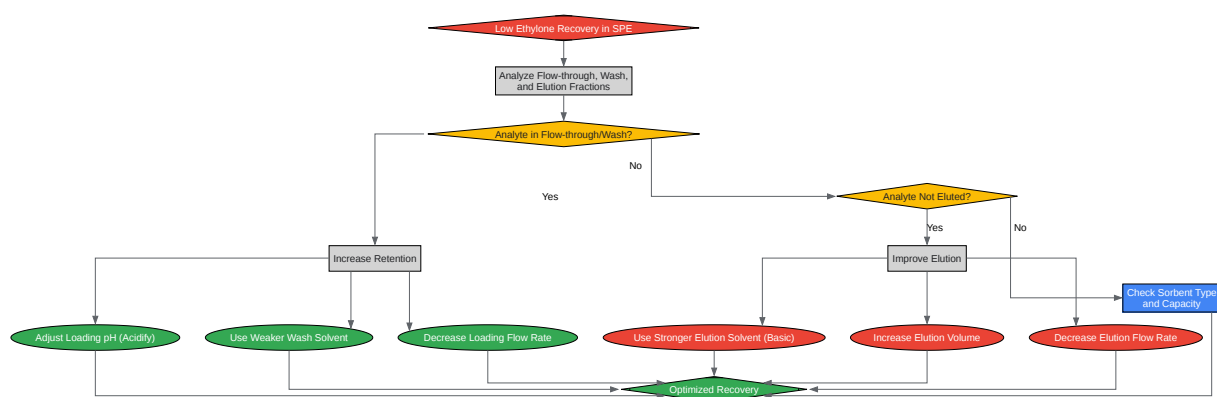 Low Ethylone Recovery in SPE
Analyze Flow-through, Wash,
and Elution Fractions
Analyte in Flow-through/Wash?
No
Yes
Analyte Not Eluted?
Yes
No
Increase Retention
Improve Elution
Check Sorbent Type
and Capacity
Adjust Loading pH (Acidify)
Use Weaker Wash Solvent
Decrease Loading Flow Rate
Use Stronger Elution Solvent (Basic)
Increase Elution Volume
Decrease Elution Flow Rate
Optimized Recovery